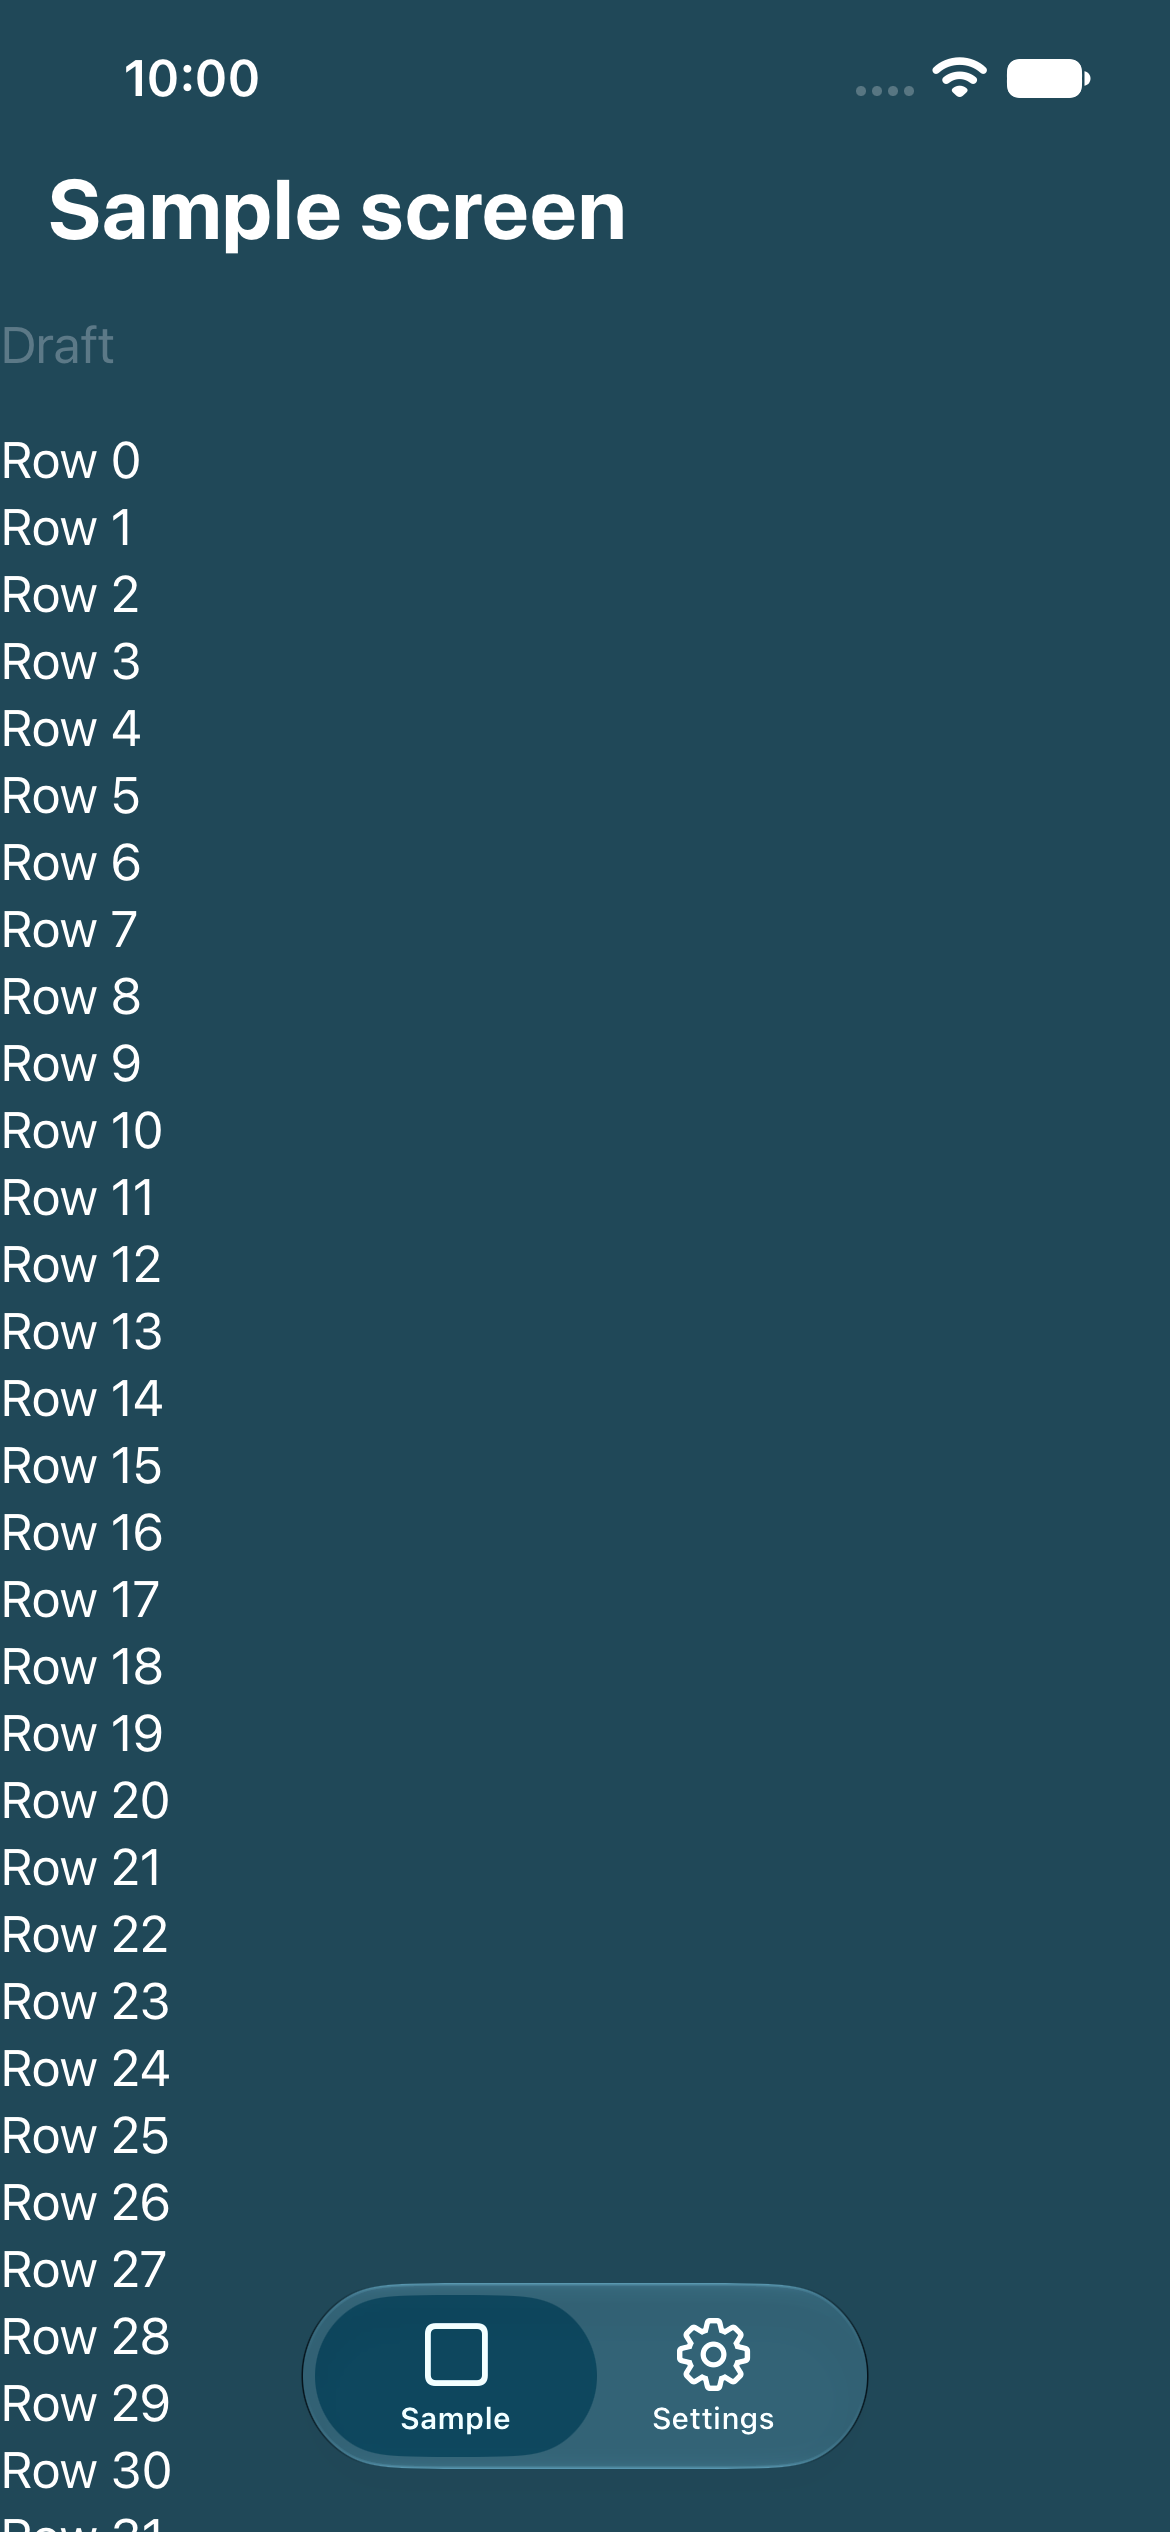 10:00
Sample screen
Draft
Row 0
Row 1
Row 2
Row 3
Row 4
Row 5
Row 6
Row 7
Row 8
Row 9
Row 10
Row 11
Row 12
Row 13
Row 14
Row 15
Row 16
Row 17
Row 18
Row 19
Row 20
Row 21
Row 22
Row 23
Row 24
Row 25
Row 26
Row 27
Row 28
Row 29
Row 30
Row 31
Sample
Settings